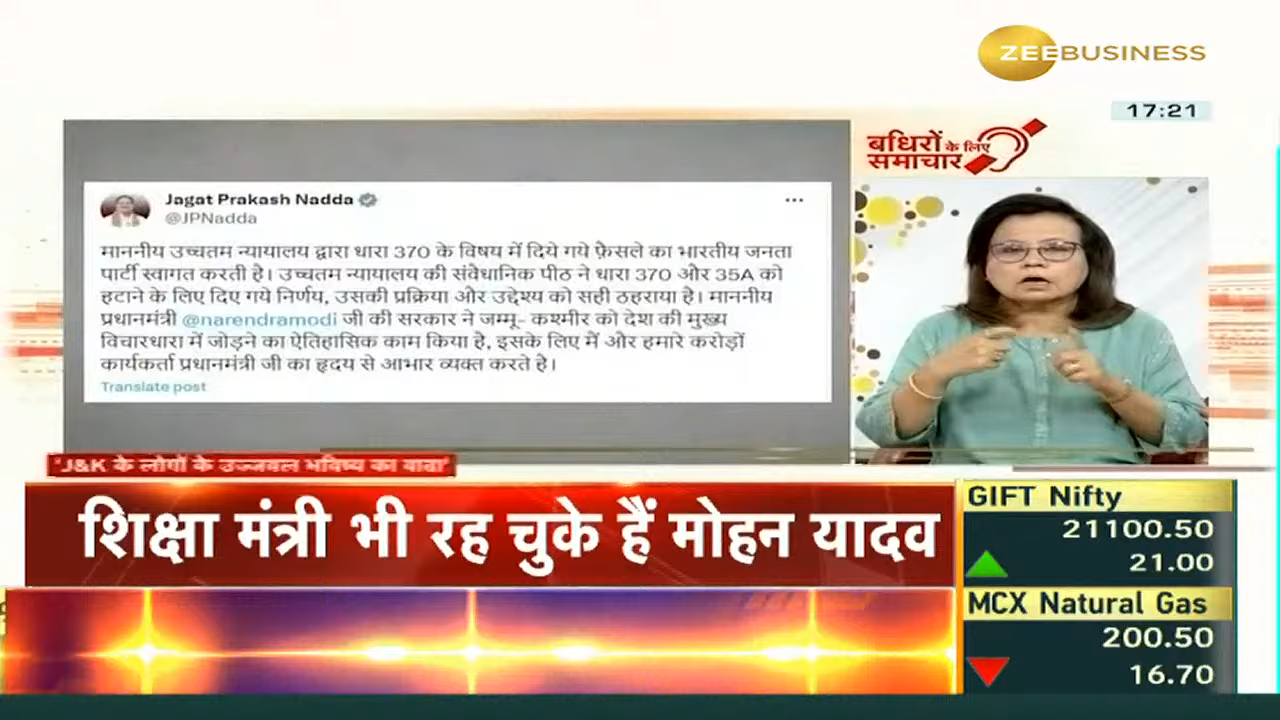 ZEEBUSINESS
17:21
बधिरों के लिए
समाचार
Jagat Prakash Nadda
@JPNadda
माननीय उच्चतम न्यायालय द्वारा धारा 370 के विषय में दिये गये फ़ैसले का भारतीय जनता
पार्टी स्वागत करती है। उच्चतम न्यायालय की संवैधानिक पीठ ने धारा 370 और 35A को
हटाने के लिए दिए गये निर्णय, उसकी प्रक्रिया और उद्देश्य को सही ठहराया है। माननीय
प्रधानमंत्री @narendramodi जी की सरकार ने जम्मू- कश्मीर को देश की मुख्य
विचारधारा में जोड़ने का ऐतिहासिक काम किया है, इसके लिए मैं और हमारे करोड़ों
कार्यकर्ता प्रधानमंत्री जी का हृदय से आभार व्यक्त करते है।
Translate post
'J&K के लोगों के उज्जवल भविष्य का वादा'
शिक्षा मंत्री भी रह चुके हैं मोहन यादव
GIFT Nifty
21100.50
21.00
MCX Natural Gas
200.50
16.70